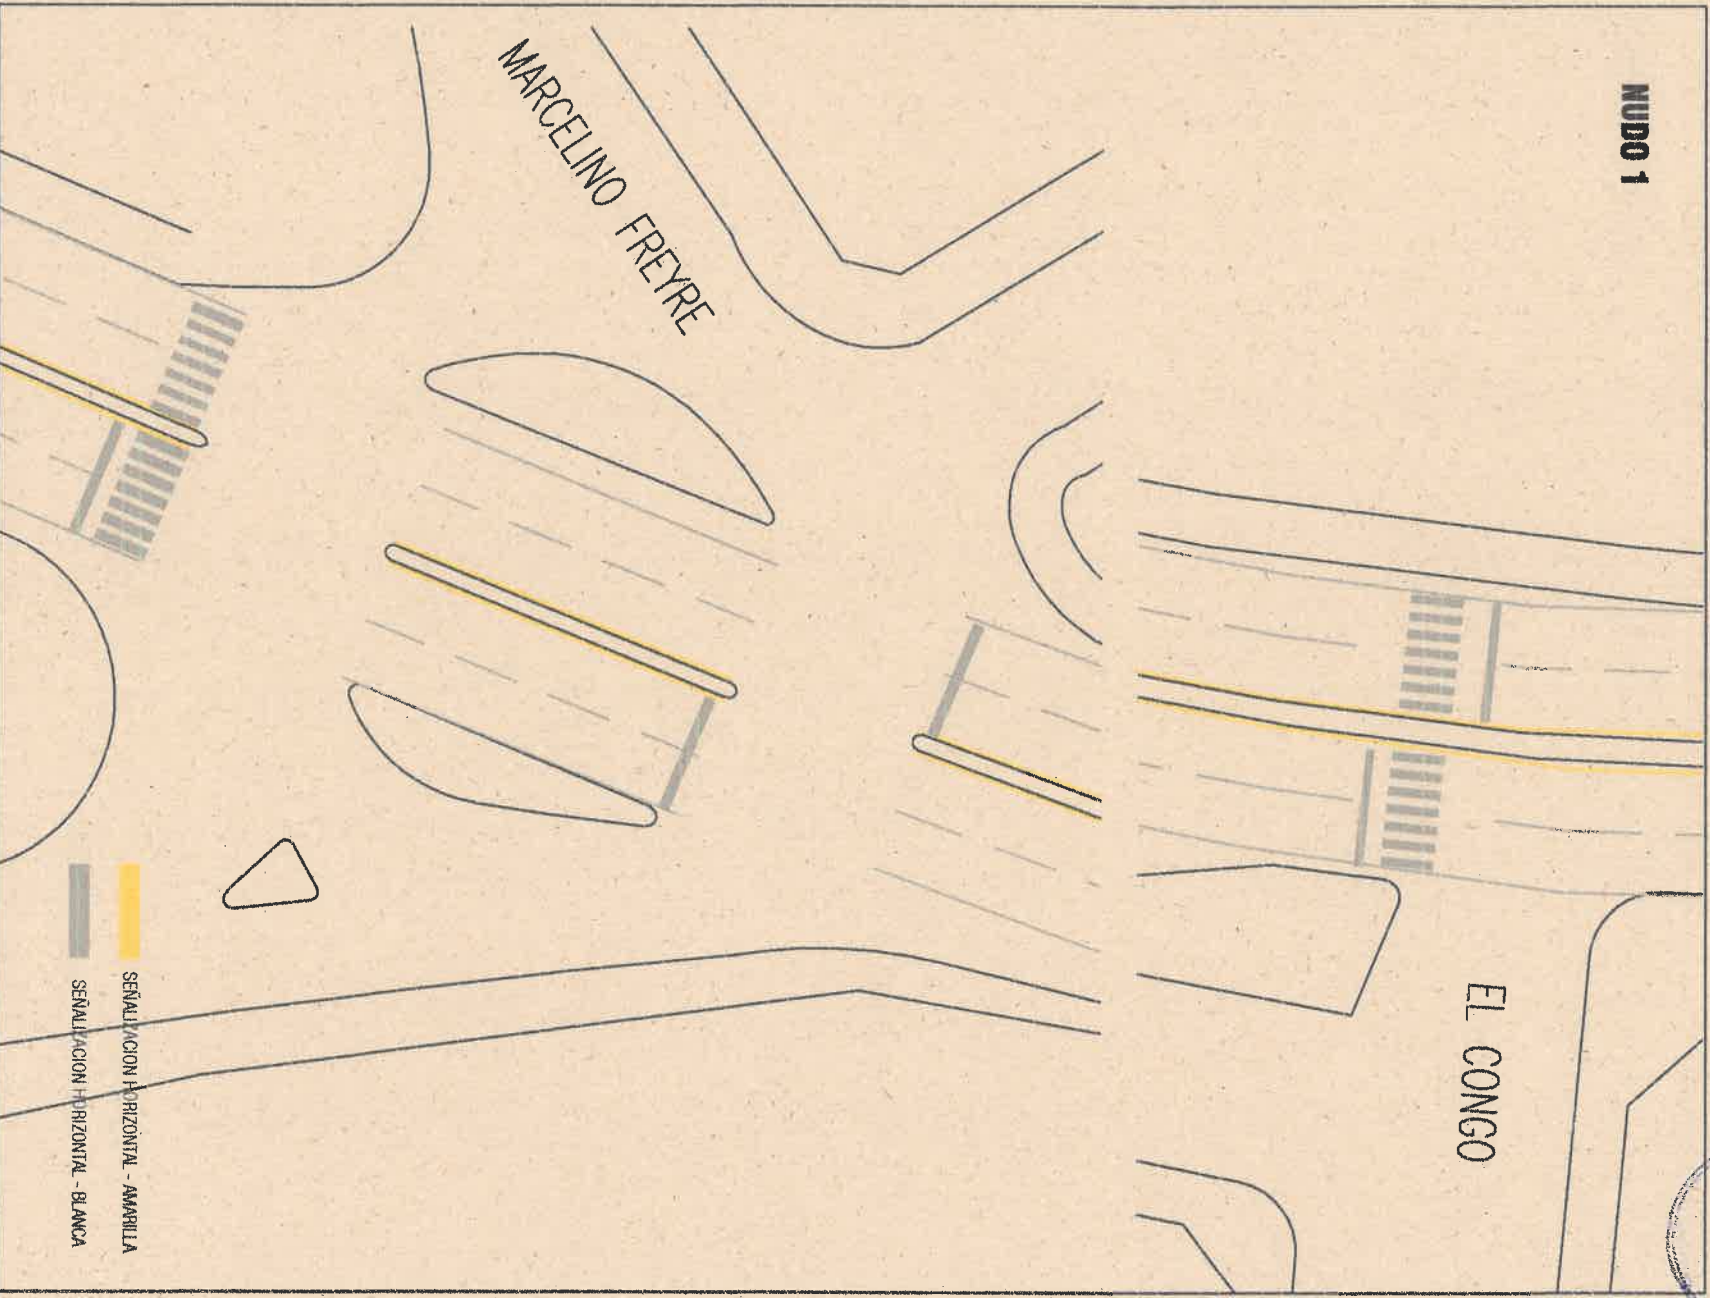 NUDO 1
MARCELINO FREYRE
EL CONGO
SEÑALIZACION HORIZONTAL - AMARILLA
SEÑALIZACION HORIZONTAL - BLANCA